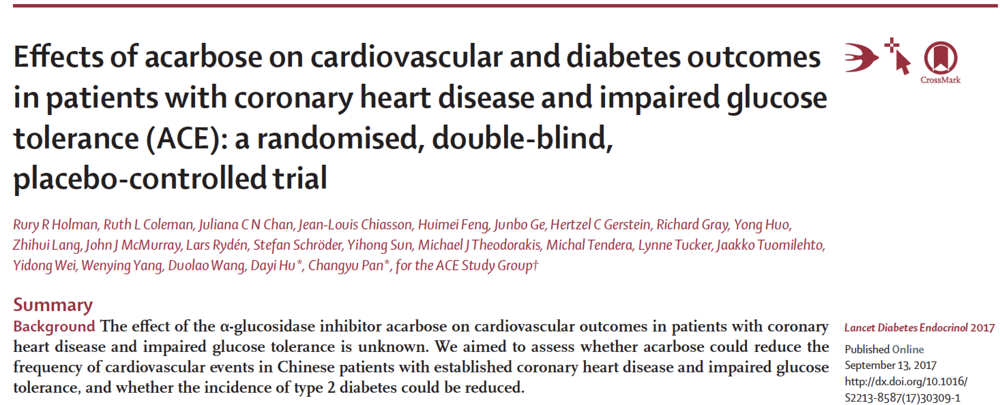 Effects of acarbose on cardiovascular and diabetes outcomes
in patients with coronary heart disease and impaired glucose
tolerance (ACE): a randomised, double-blind,
placebo-controlled trial
CrossMark
Rury R Holman, Ruth L Coleman, Juliana C N Chan, Jean-Louis Chiasson, Huimei Feng, Junbo Ge, Hertzel C Gerstein, Richard Gray, Yong Huo,
Zhihui Lang, John J McMurray, Lars Rydén, Stefan Schröder, Yihong Sun, Michael J Theodorakis, Michal Tendera, Lynne Tucker, Jaakko Tuomilehto,
Yidong Wei, Wenying Yang, Duolao Wang, Dayi Hu*, Changyu Pan*, for the ACE Study Group†
Summary
Background The effect of the α-glucosidase inhibitor acarbose on cardiovascular outcomes in patients with coronary
heart disease and impaired glucose tolerance is unknown. We aimed to assess whether acarbose could reduce the
frequency of cardiovascular events in Chinese patients with established coronary heart disease and impaired glucose
tolerance, and whether the incidence of type 2 diabetes could be reduced.
Lancet Diabetes Endocrinol 2017
Published Online
September 13, 2017
http://dx.doi.org/10.1016/
S2213-8587(17)30309-1